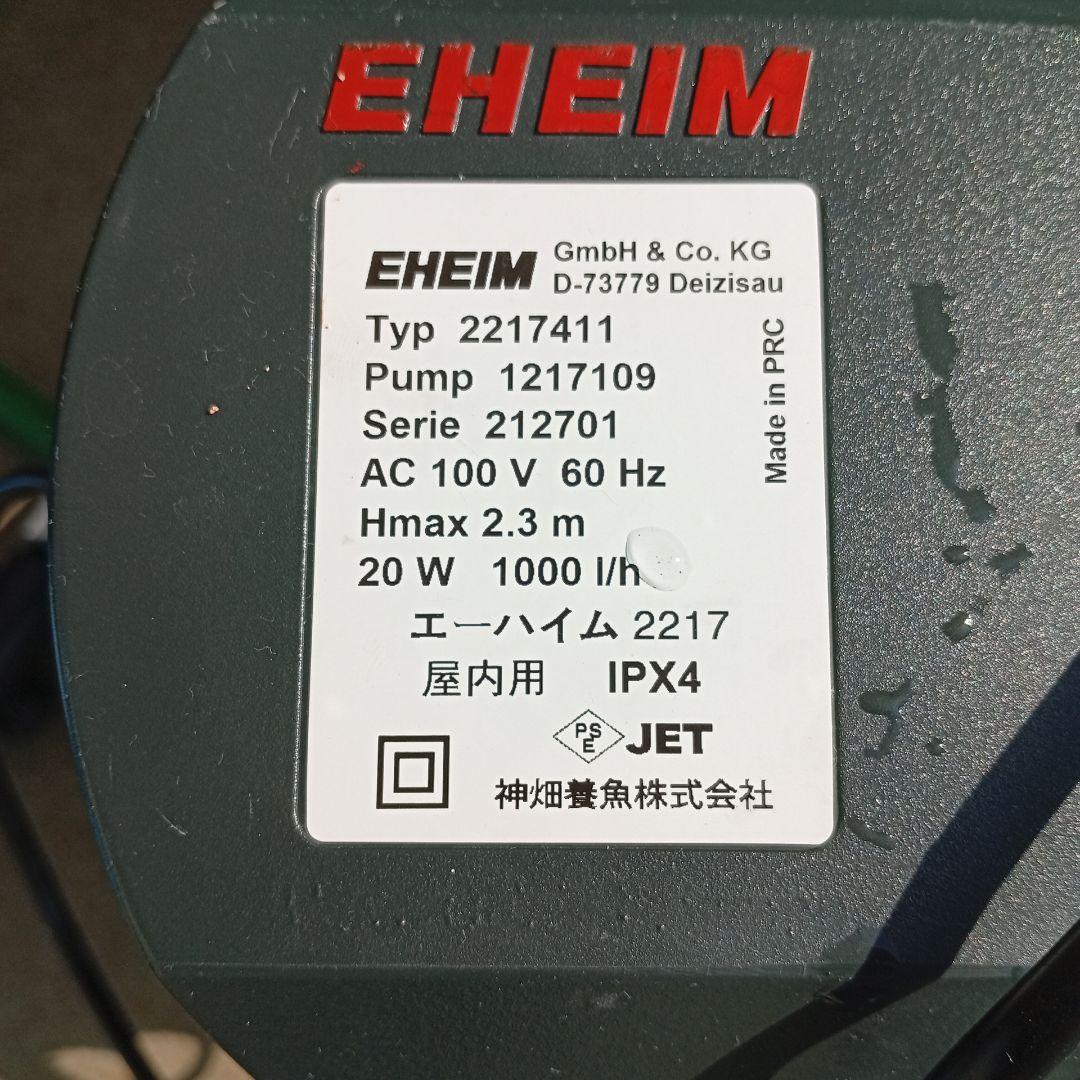 EHEIM
EHEIM GmbH & Co. KG
D-73779 Deizisau
Typ 2217411
Pump 1217109
Serie 212701
AC 100 V 60 Hz
Hmax 2.3 m
20 W 1000 l/h
Made in PRC
エーハイム 2217
屋内用 IPX4
PSE JET
神畑養魚株式会社